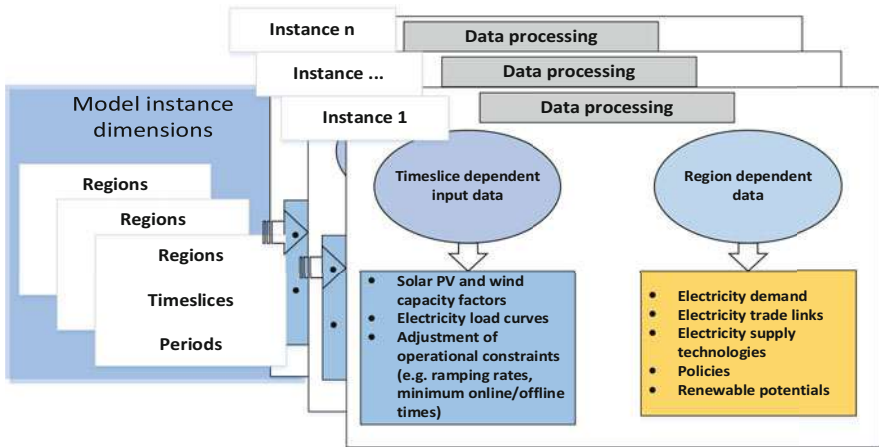 Instance n
Data processing
Instance ...
Data processing
Instance 1
Data processing
Model instance
dimensions
Regions
Regions
Regions
Timeslices
Periods
Timeslice dependent
input data
Region dependent
data
• Solar PV and wind
capacity factors
• Electricity load curves
• Adjustment of
operational constraints
(e.g. ramping rates,
minimum online/offline
times)
• Electricity demand
• Electricity trade links
• Electricity supply
technologies
• Policies
• Renewable potentials